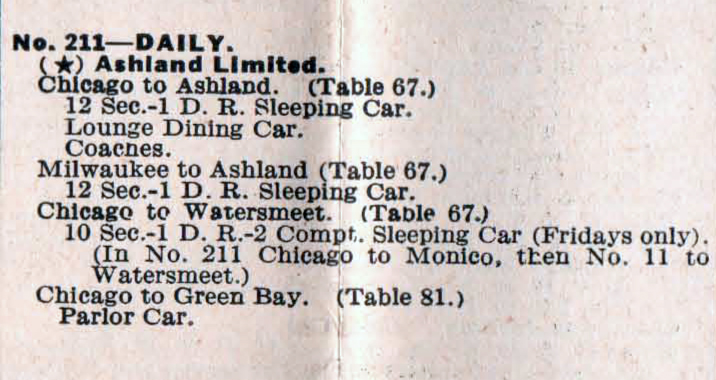 No. 211—DAILY.
(★) Ashland Limited.
Chicago to Ashland. (Table 67.)
12 Sec.-1 D. R. Sleeping Car.
Lounge Dining Car.
Coaches.
Milwaukee to Ashland (Table 67.)
12 Sec.-1 D. R. Sleeping Car.
Chicago to Watersmeet. (Table 67.)
10 Sec.-1 D. R.-2 Compt. Sleeping Car (Fridays only).
(In No. 211 Chicago to Monico, then No. 11 to
Watersmeet.)
Chicago to Green Bay. (Table 81.)
Parlor Car.